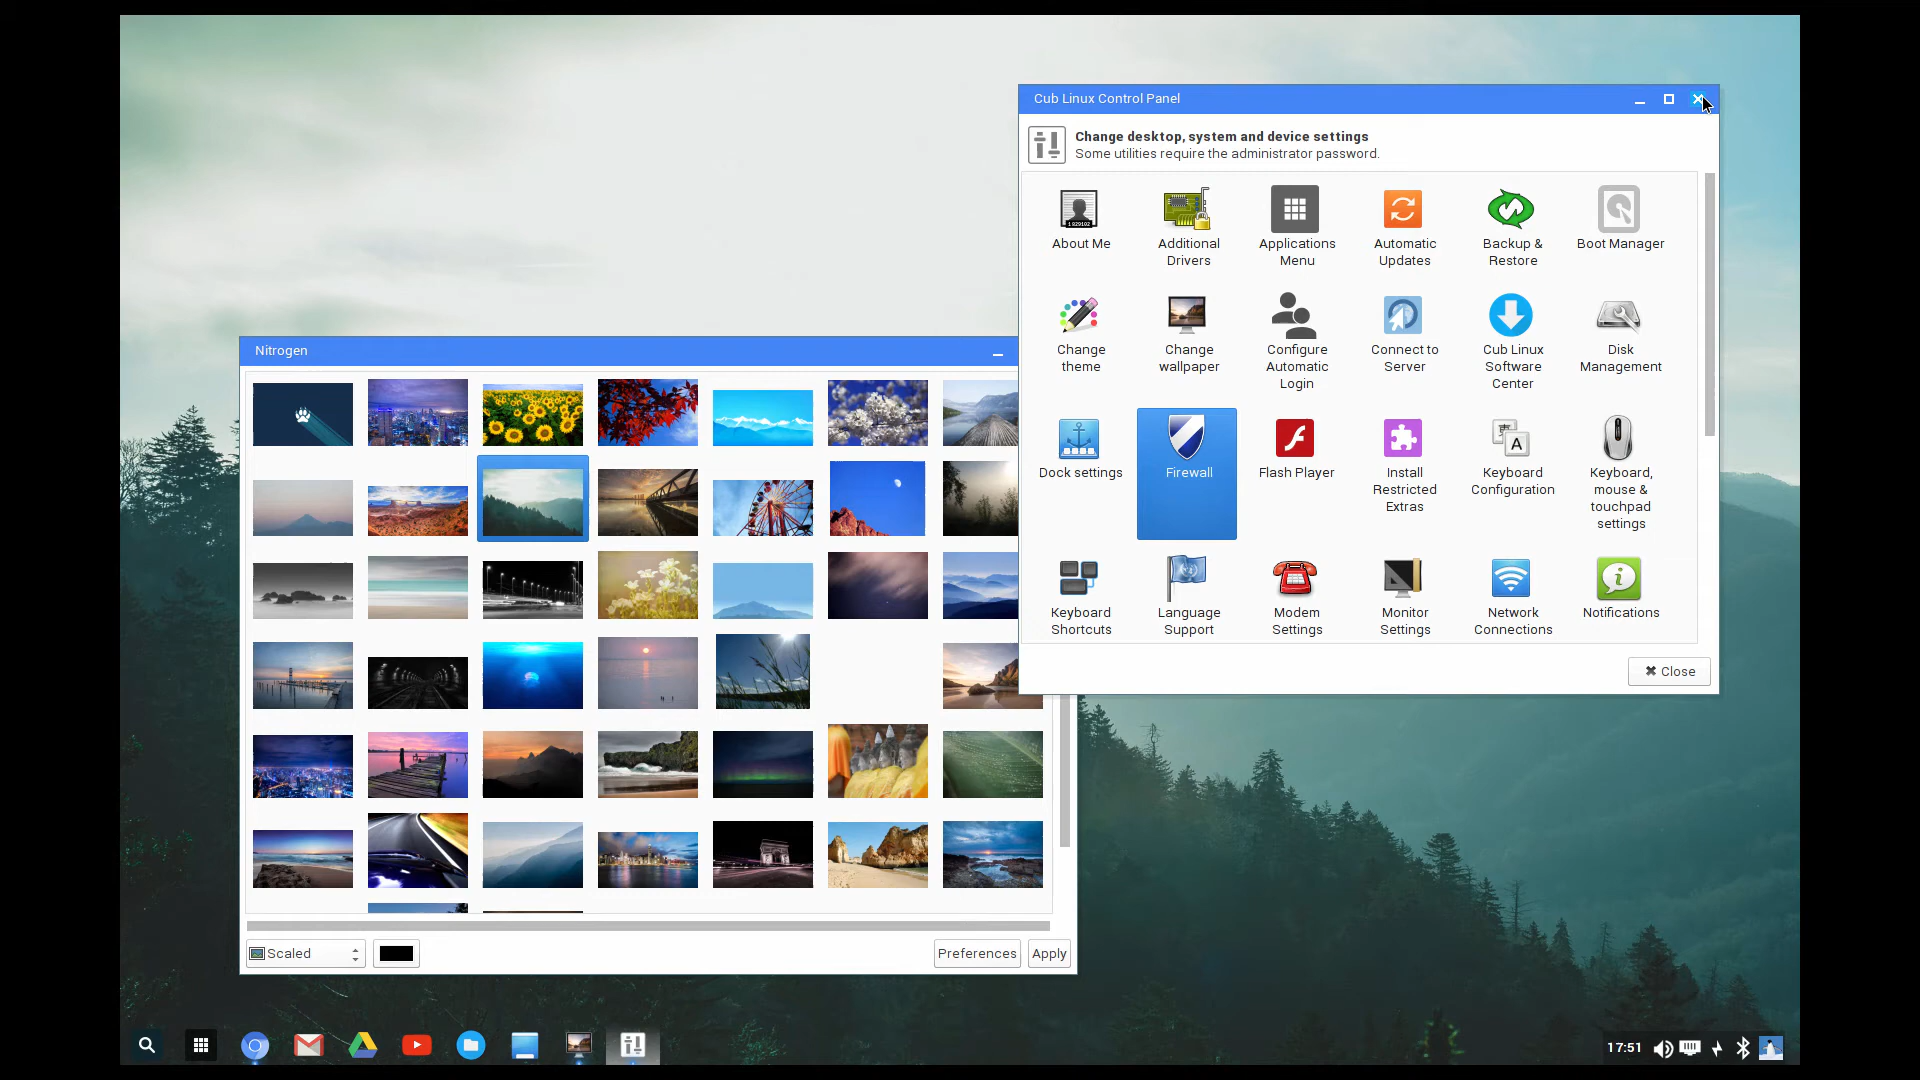 Cub Linux Control Panel
Change desktop, system and device settings
Some utilities require the administrator password.
About Me
Additional
Drivers
Applications
Menu
Automatic
Updates
Backup &
Restore
Boot Manager
Change
theme
Change
wallpaper
Configure
Automatic
Login
Connect to
Server
Cub Linux
Software
Center
Disk
Management
Dock settings
Firewall
Flash Player
Install
Restricted
Extras
Keyboard
Configuration
Keyboard,
mouse &
touchpad
settings
Keyboard
Shortcuts
Language
Support
Modem
Settings
Monitor
Settings
Network
Connections
Notifications
Close
Nitrogen
Scaled
Preferences
Apply
17:51